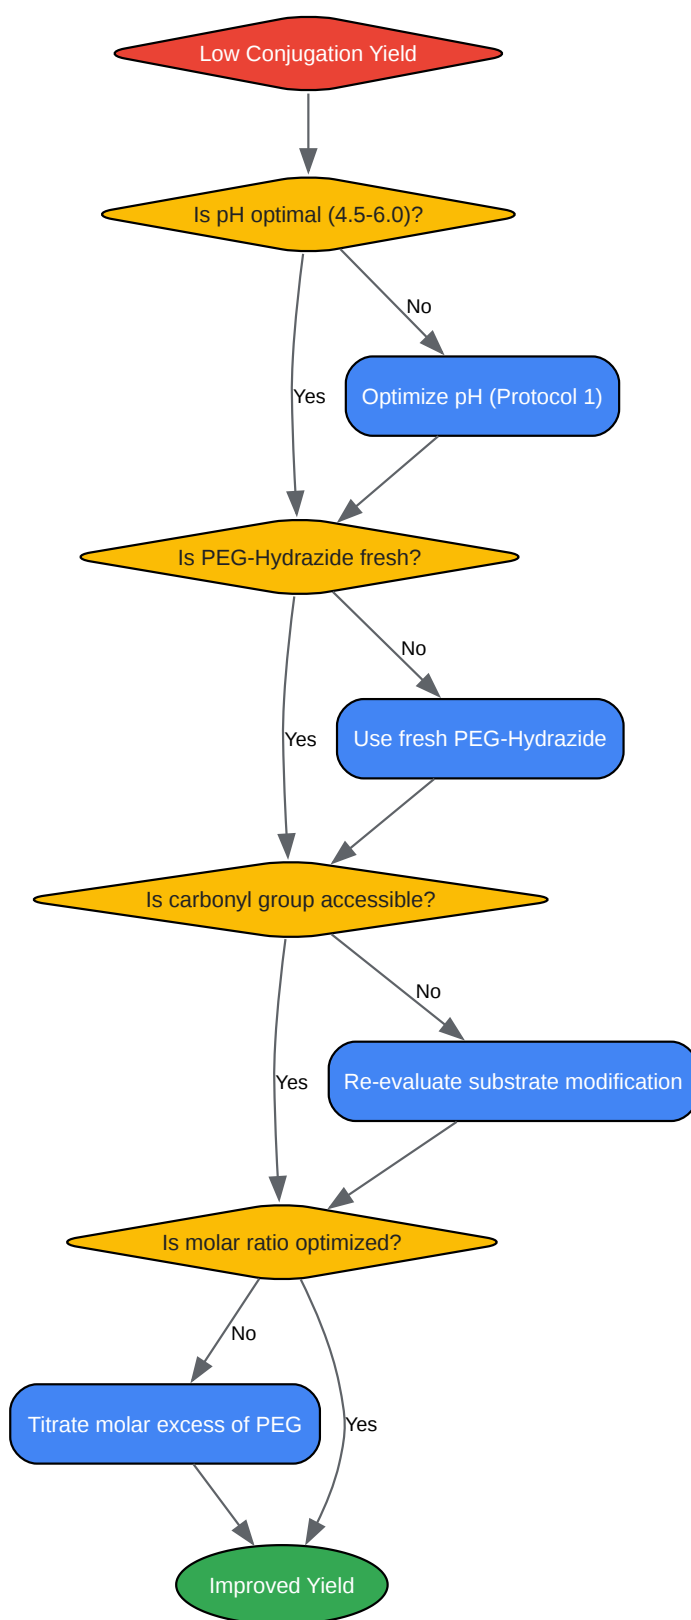 Low Conjugation Yield
Is pH optimal (4.5-6.0)?
No
Yes
Optimize pH (Protocol 1)
Is PEG-Hydrazide fresh?
No
Yes
Use fresh PEG-Hydrazide
Is carbonyl group accessible?
No
Yes
Re-evaluate substrate modification
Is molar ratio optimized?
No
Titrate molar excess of PEG
Yes
Improved Yield